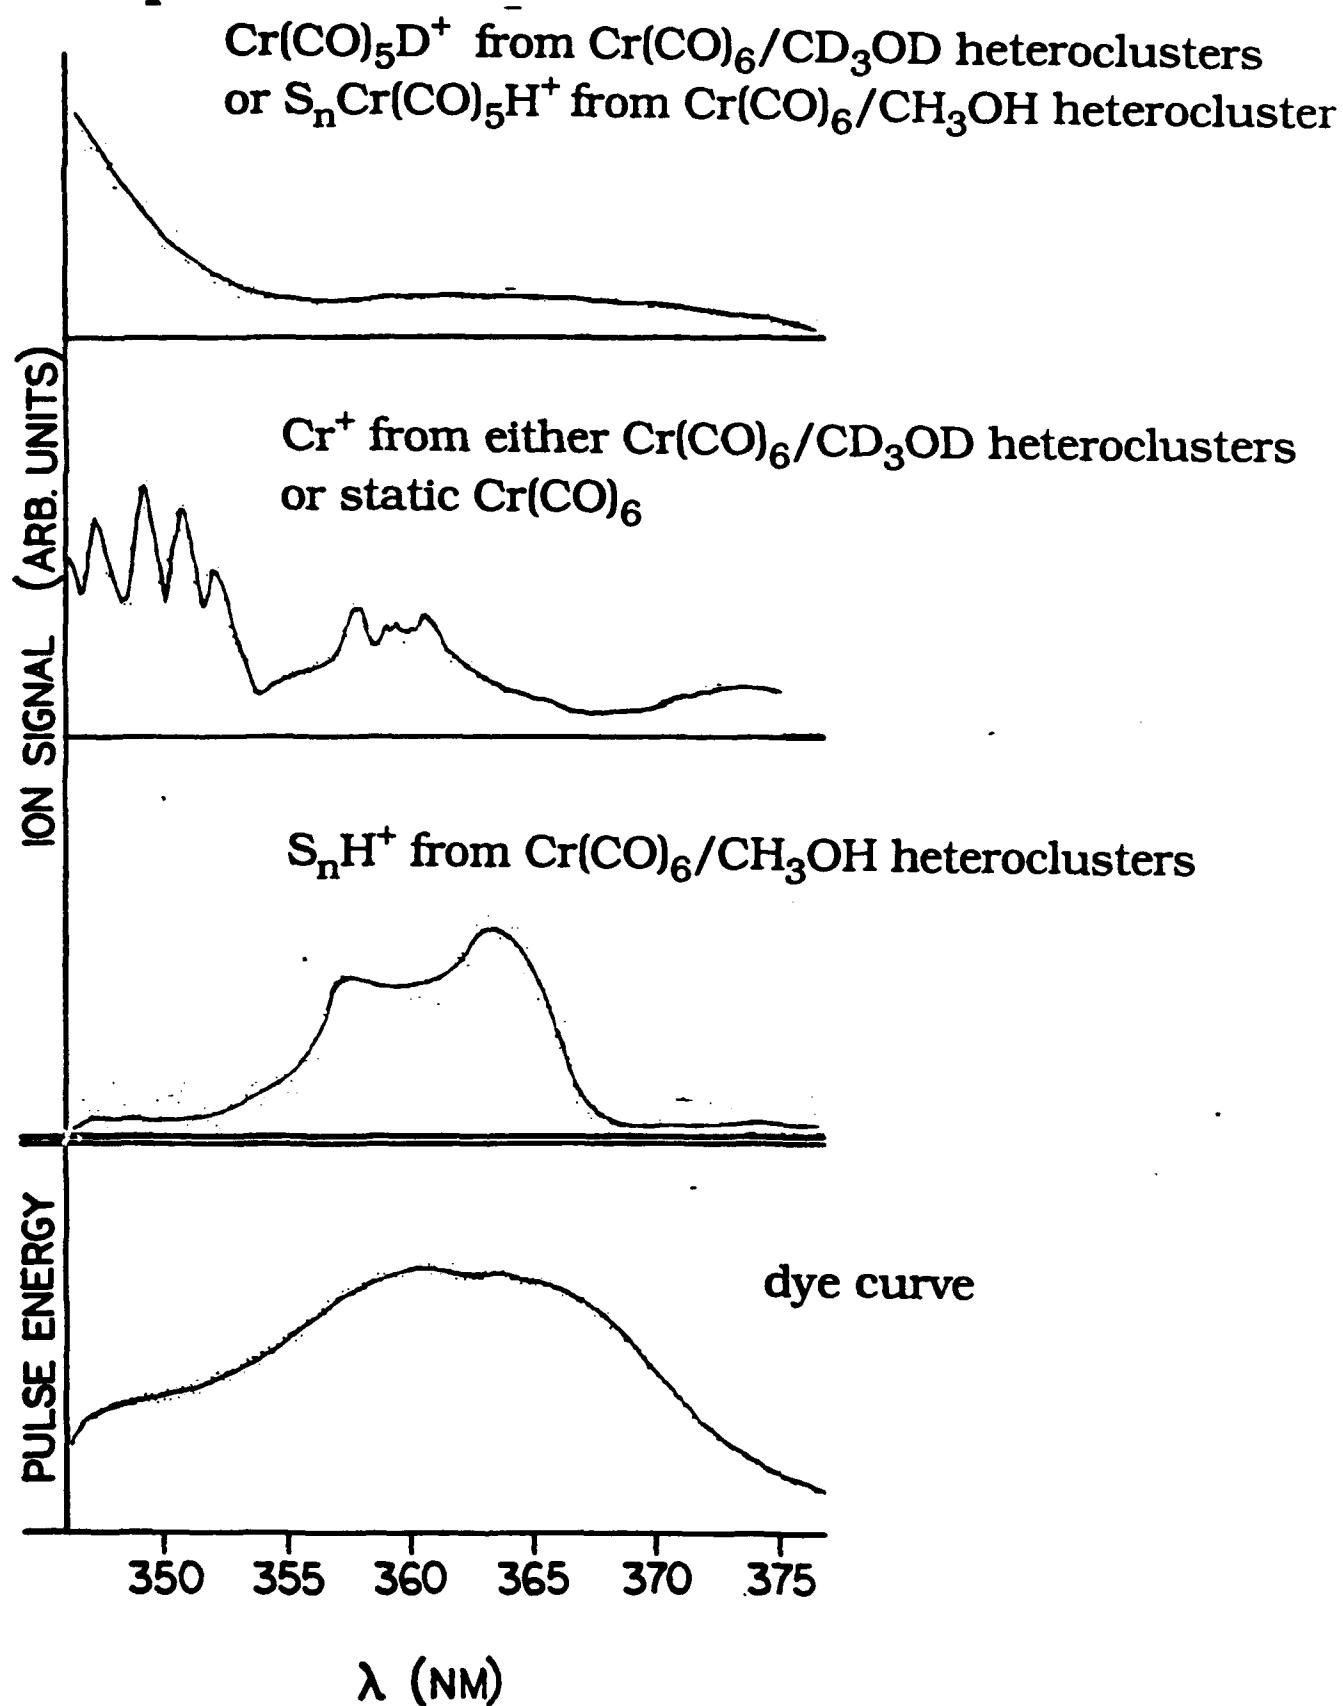 Cr(CO)₅D⁺ from Cr(CO)₆/CD₃OD heteroclusters
or SₙCr(CO)₅H⁺ from Cr(CO)₆/CH₃OH heterocluster
Cr⁺ from either Cr(CO)₆/CD₃OD heteroclusters
or static Cr(CO)₆
ION SIGNAL (ARB. UNITS)
SₙH⁺ from Cr(CO)₆/CH₃OH heteroclusters
PULSE ENERGY
dye curve
350 355 360 365 370 375
λ (NM)